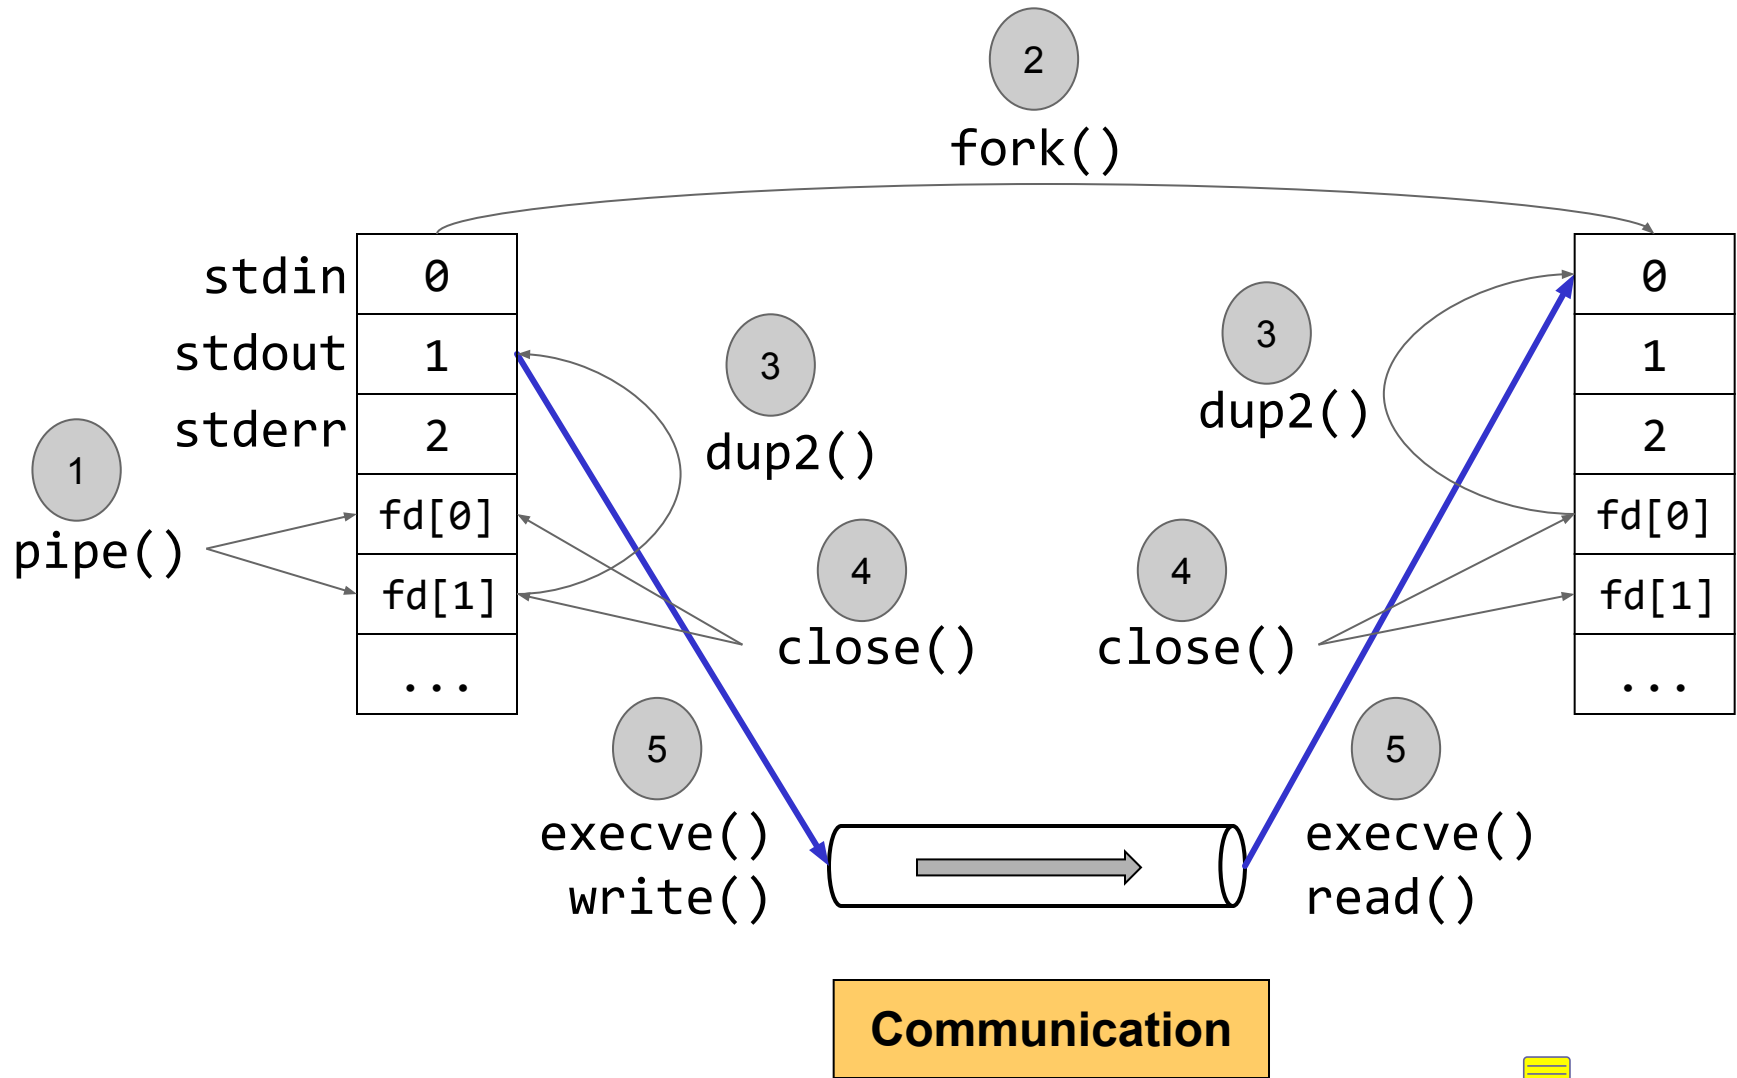 2
fork()
stdin
0
0
3
3
stdout
1
1
dup2()
stderr
2
dup2()
2
1
pipe()
fd[0]
fd[0]
4
4
fd[1]
fd[1]
close()
close()
...
...
5
5
execve()
execve()
write()
read()
Communication